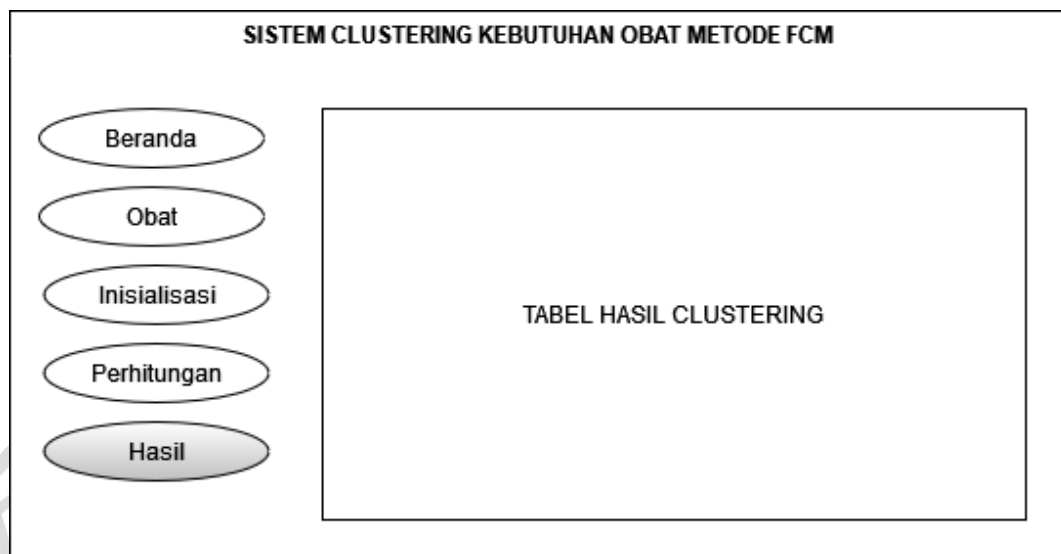 SISTEM CLUSTERING KEBUTUHAN OBAT METODE FCM
Beranda
Obat
Inisialisasi
Perhitungan
Hasil
TABEL HASIL CLUSTERING